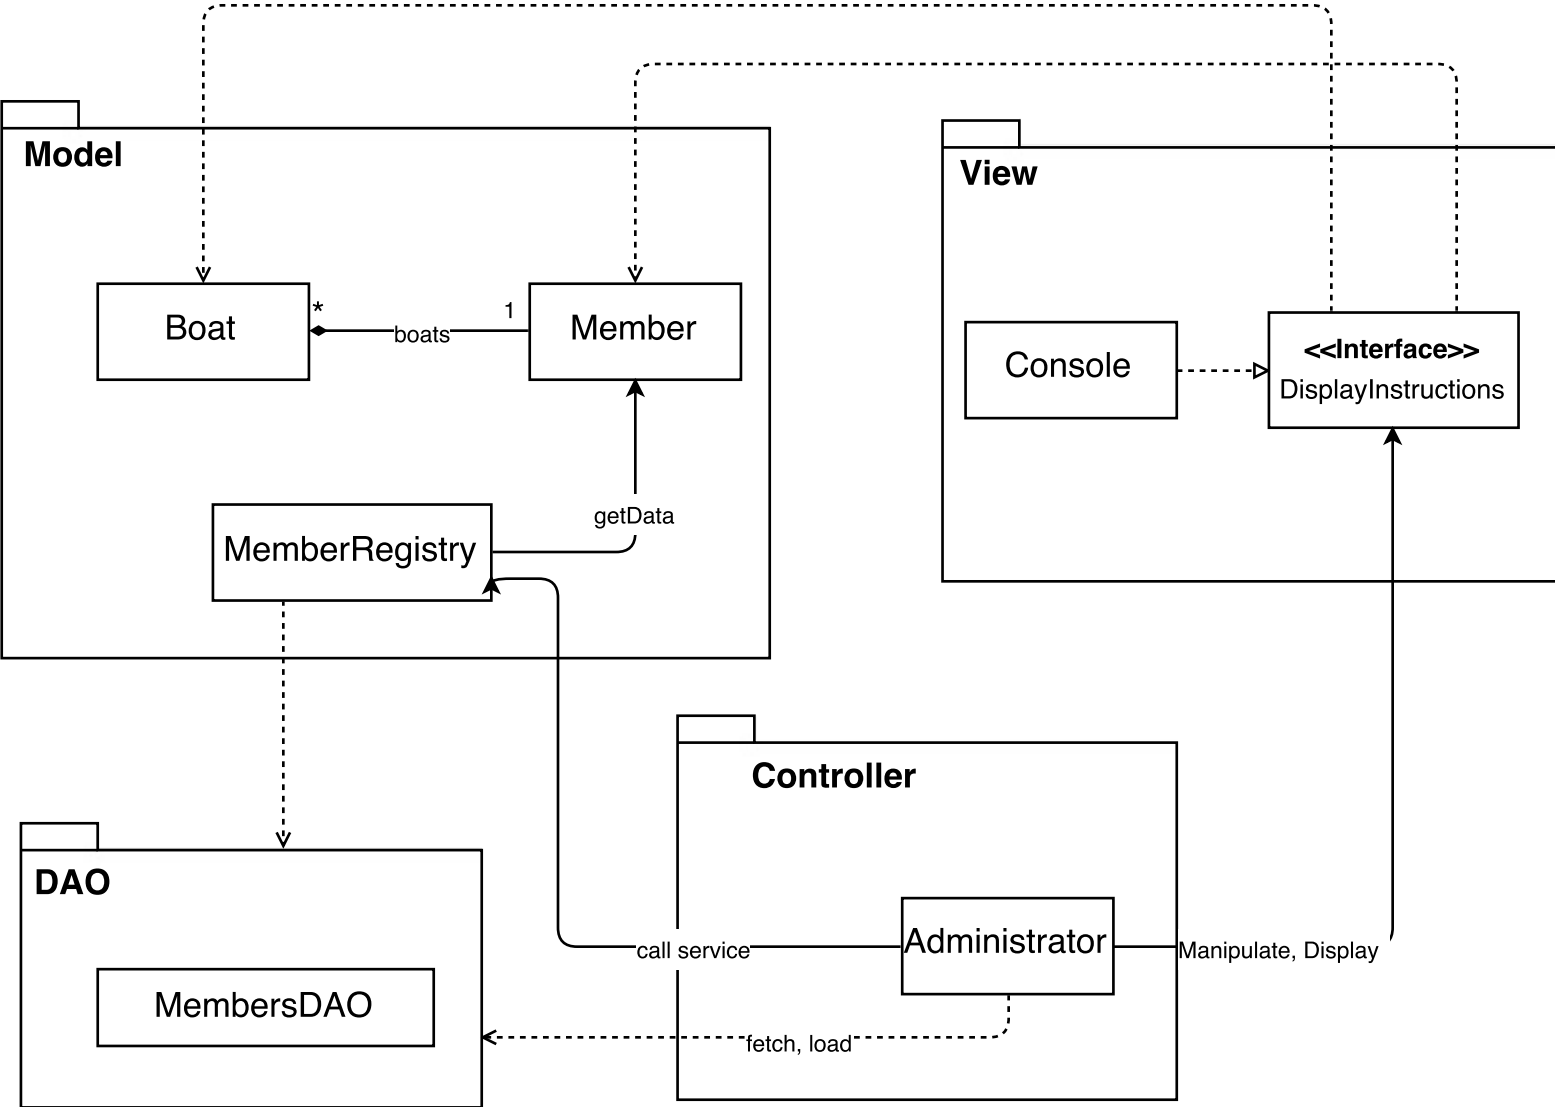 Model
View
Boat
*
boats
1
Member
Console
<<Interface>>
DisplayInstructions
getData
MemberRegistry
Controller
DAO
call service
Administrator
Manipulate, Display
MembersDAO
fetch, load